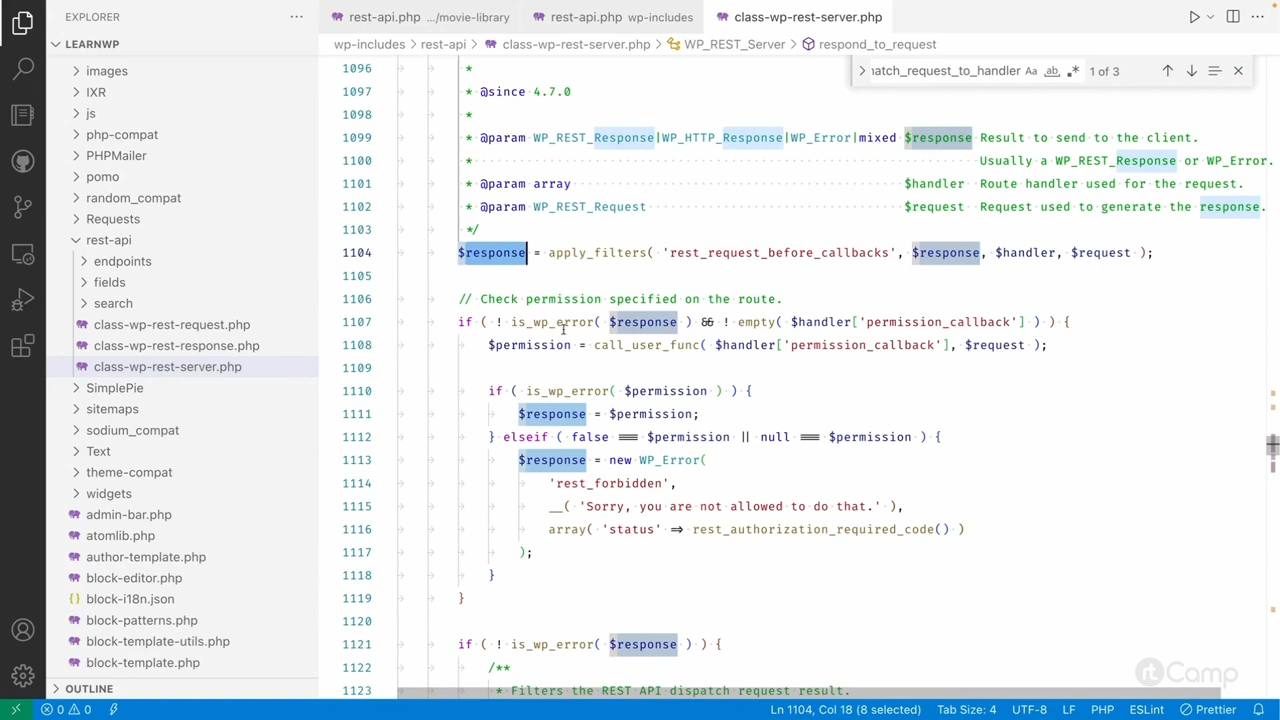 EXPLORER
rest-api.php .../movie-library
rest-api.php wp-includes
class-wp-rest-server.php
wp-includes > rest-api > class-wp-rest-server.php > WP_REST_Server > respond_to_request
LEARNWP
images
IXR
js
php-compat
PHPMailer
pomo
random_compat
Requests
rest-api
endpoints
fields
search
class-wp-rest-request.php
class-wp-rest-response.php
class-wp-rest-server.php
SimplePie
sitemaps
sodium_compat
Text
theme-compat
widgets
admin-bar.php
atomlib.php
author-template.php
block-editor.php
{} block-i18n.json
block-patterns.php
block-template-utils.php
block-template.php
OUTLINE
natch_request_to_handler Aa ab 1 of 3
1096 *
1097 * @since 4.7.0
1098 *
1099 * @param WP_REST_Response|WP_HTTP_Response|WP_Error|mixed $response Result to send to the client.
1100 * Usually a WP_REST_Response or WP_Error.
1101 * @param array $handler Route handler used for the request.
1102 * @param WP_REST_Request $request Request used to generate the response.
1103 */
1104 $response = apply_filters( 'rest_request_before_callbacks', $response, $handler, $request );
1105
1106 // Check permission specified on the route.
1107 if ( ! is_wp_error( $response ) && ! empty( $handler['permission_callback'] ) ) {
1108 $permission = call_user_func( $handler['permission_callback'], $request );
1109
1110 if ( is_wp_error( $permission ) ) {
1111 $response = $permission;
1112 } elseif ( false === $permission || null === $permission ) {
1113 $response = new WP_Error(
1114 'rest_forbidden',
1115 __( 'Sorry, you are not allowed to do that.' ),
1116 array( 'status' => rest_authorization_required_code() )
1117 );
1118 }
1119 }
1120
1121 if ( ! is_wp_error( $response ) ) {
1122 /**
1123 * Filters the REST API dispatch request result.
rtCamp
0 0 Ln 1104, Col 18 (8 selected) Tab Size: 4 UTF-8 LF PHP ESLint Prettier